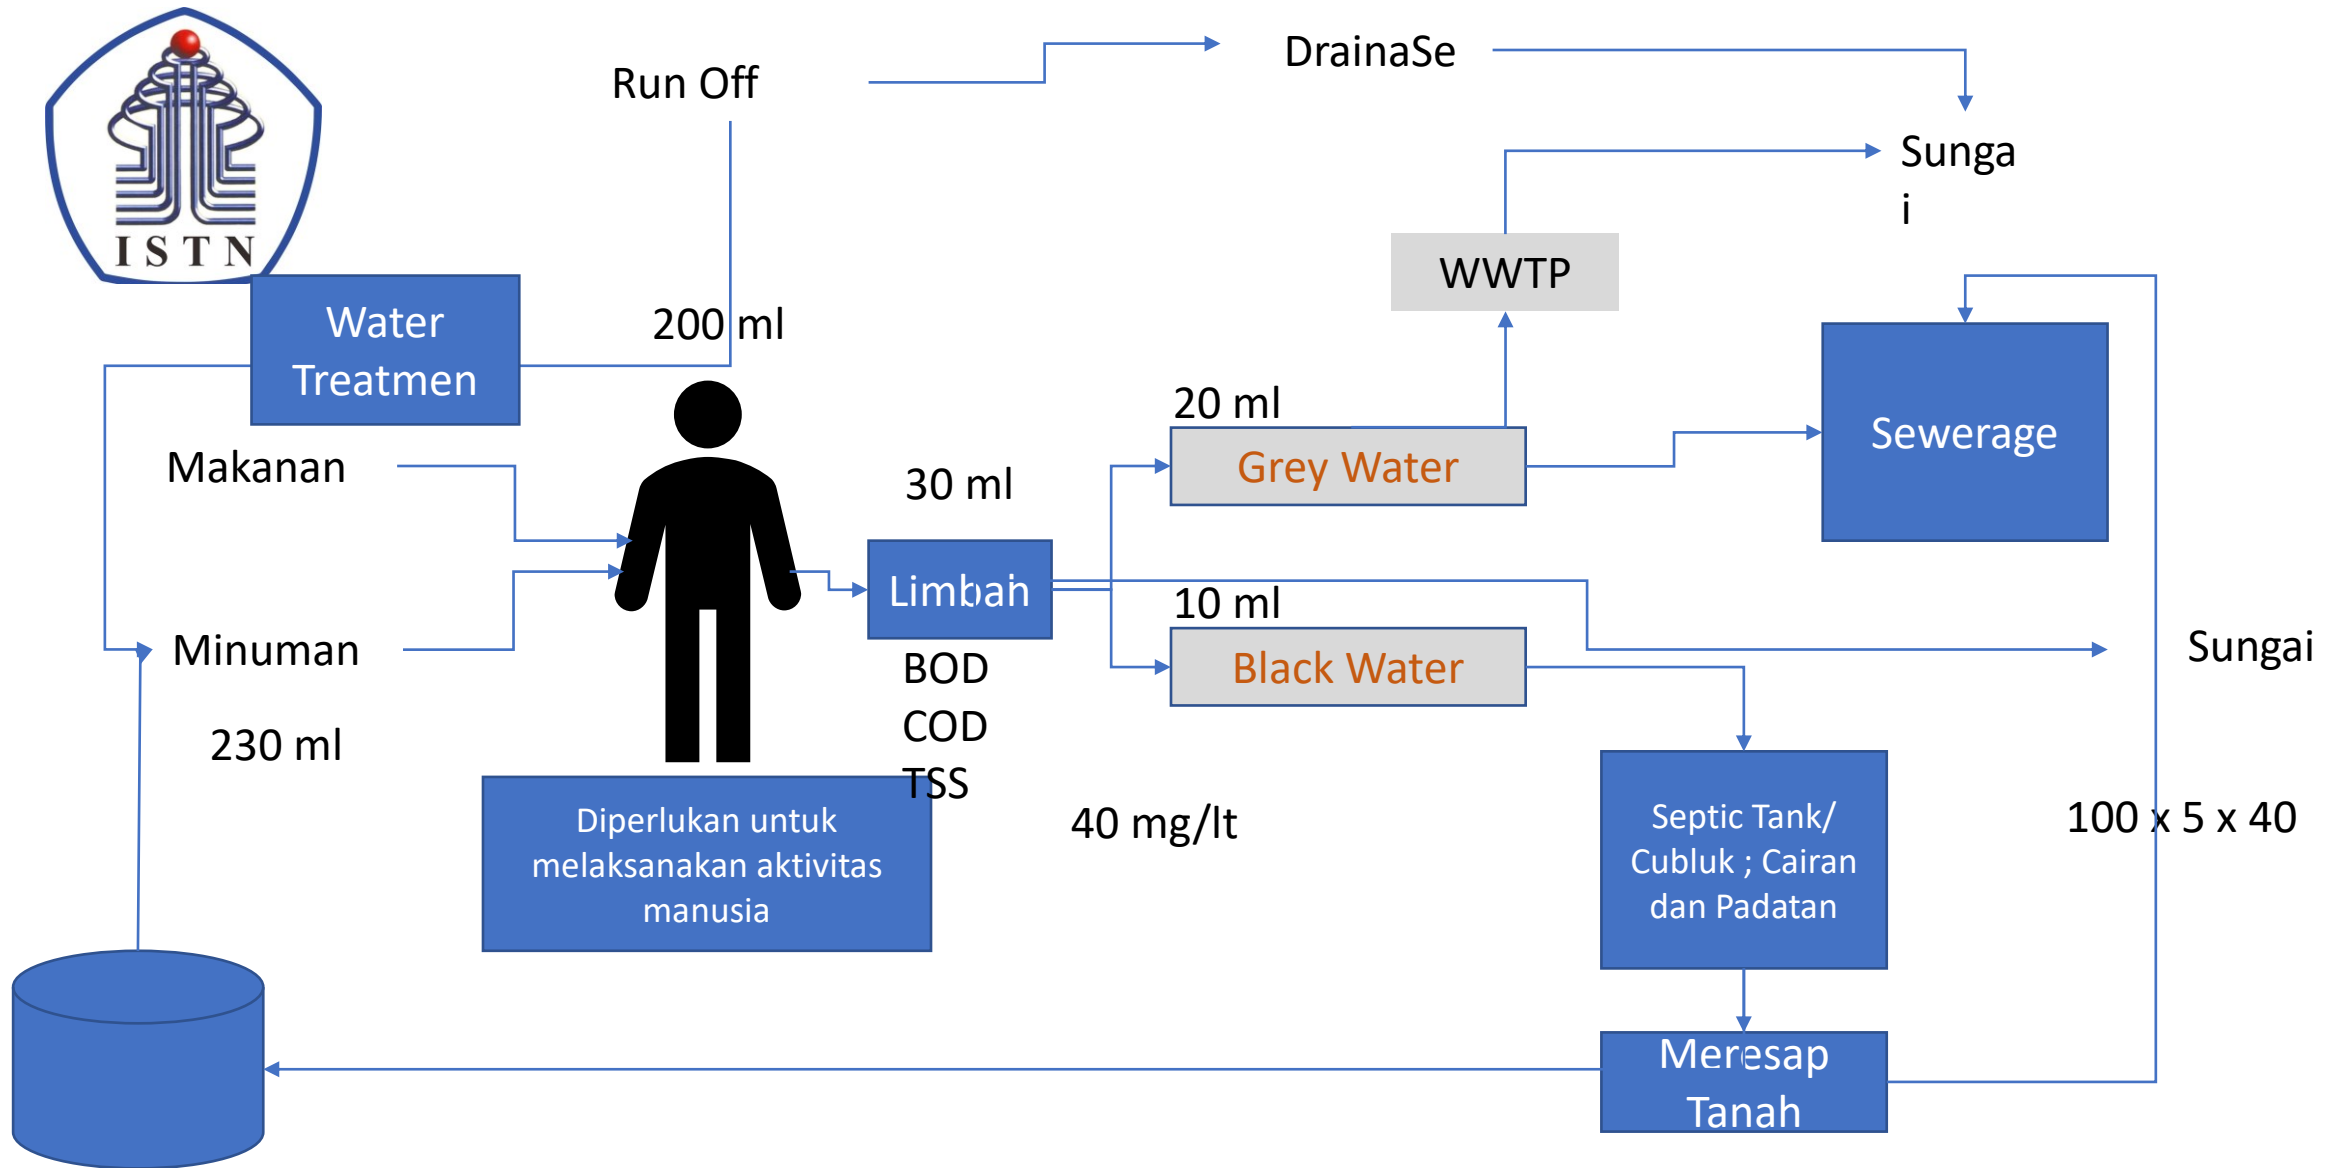 ISTN
Run Off
DrainaSe
Sunga
i
WWTP
Water
Treatmen
200 ml
20 ml
Grey Water
Sewerage
Makanan
30 ml
Limbah
10 ml
Black Water
Minuman
Sungai
BOD
COD
TSS
230 ml
40 mg/lt
Diperlukan untuk
melaksanakan aktivitas
manusia
Septic Tank/
Cubluk ; Cairan
dan Padatan
100 x 5 x 40
Meresap
Tanah